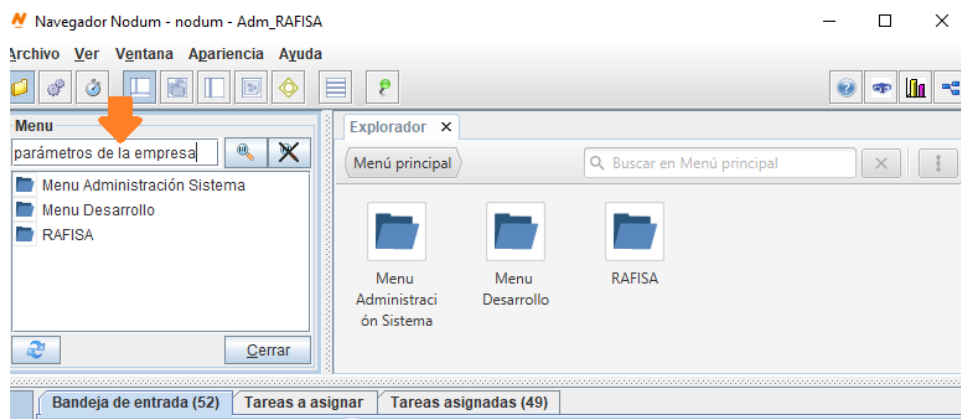 Navegador Nodum - nodum - Adm_RAFISA
Archivo Ver Ventana Apariencia Ayuda
Menu
parámetros de la empresa
Menu Administración Sistema
Menu Desarrollo
RAFISA
Cerrar
Explorador
Menú principal
Buscar en Menú principal
Menu
Administraci
ón Sistema
Menu
Desarrollo
RAFISA
Bandeja de entrada (52) Tareas a asignar Tareas asignadas (49)